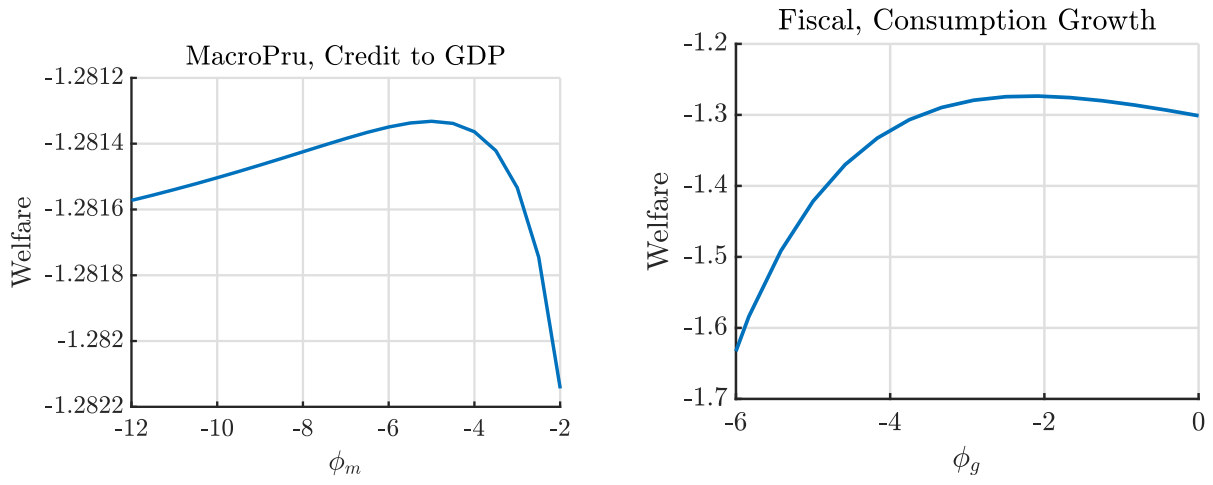 MacroPru, Credit to GDP
Welfare
-1.2812
-1.2814
-1.2816
-1.2818
-1.282
-1.2822
-12 -10 -8 -6 -4 -2
ϕm
Fiscal, Consumption Growth
Welfare
-1.2
-1.3
-1.4
-1.5
-1.6
-1.7
-6 -4 -2 0
ϕg